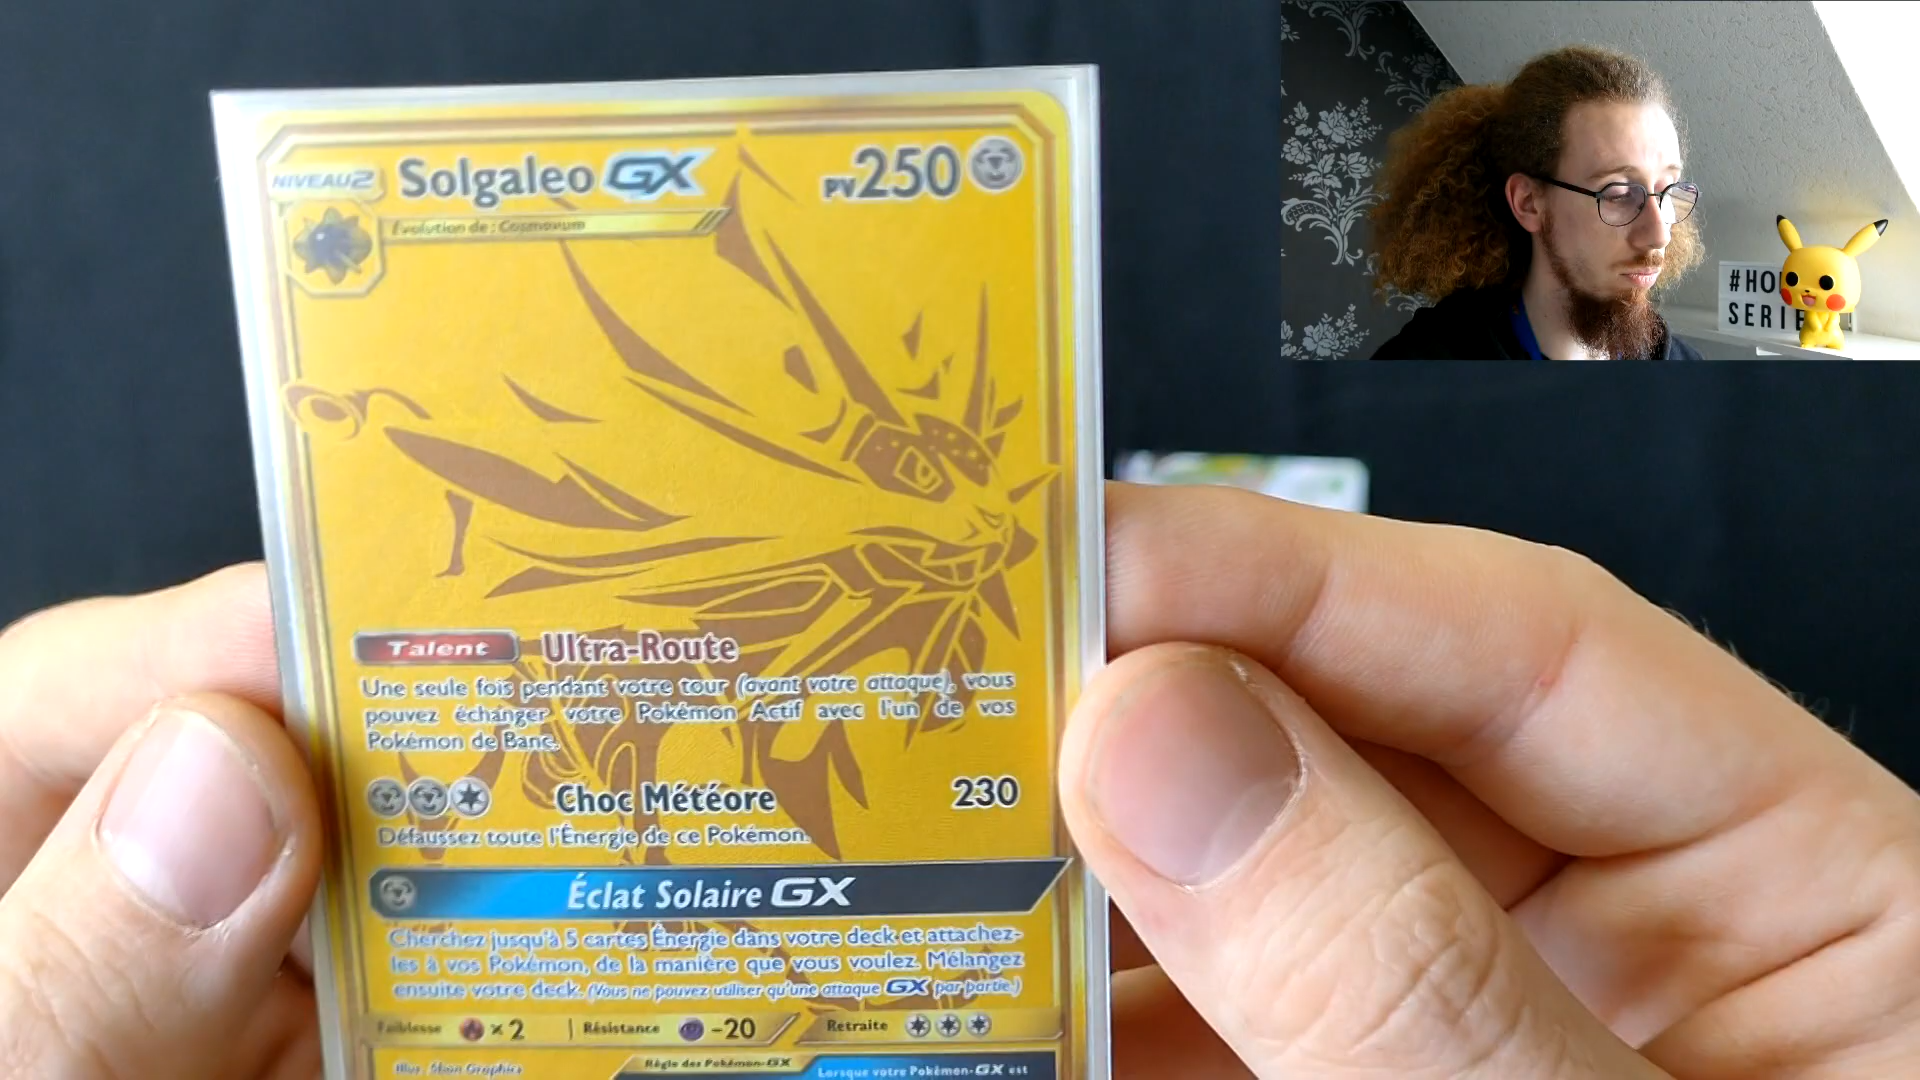 NIVEAU2 Solgaleo GX PV250
Évolution de : Cosmovum
Talent Ultra-Route
Une seule fois pendant votre tour (avant votre attaque), vous
pouvez échanger votre Pokémon Actif avec l'un de vos
Pokémon de Banc.
Choc Météore 230
Défaussez toute l'Énergie de ce Pokémon.
Éclat Solaire GX
Cherchez jusqu'à 5 cartes Énergie dans votre deck et attachez-
les à vos Pokémon, de la manière que vous voulez. Mélangez
ensuite votre deck. (Vous ne pouvez utiliser qu'une attaque GX par partie.)
Faiblesse ×2 Résistance -20 Retraite
Illus. 5ban Graphics Règle des Pokémon-GX Lorsque votre Pokémon-GX est
#HO
SERIE